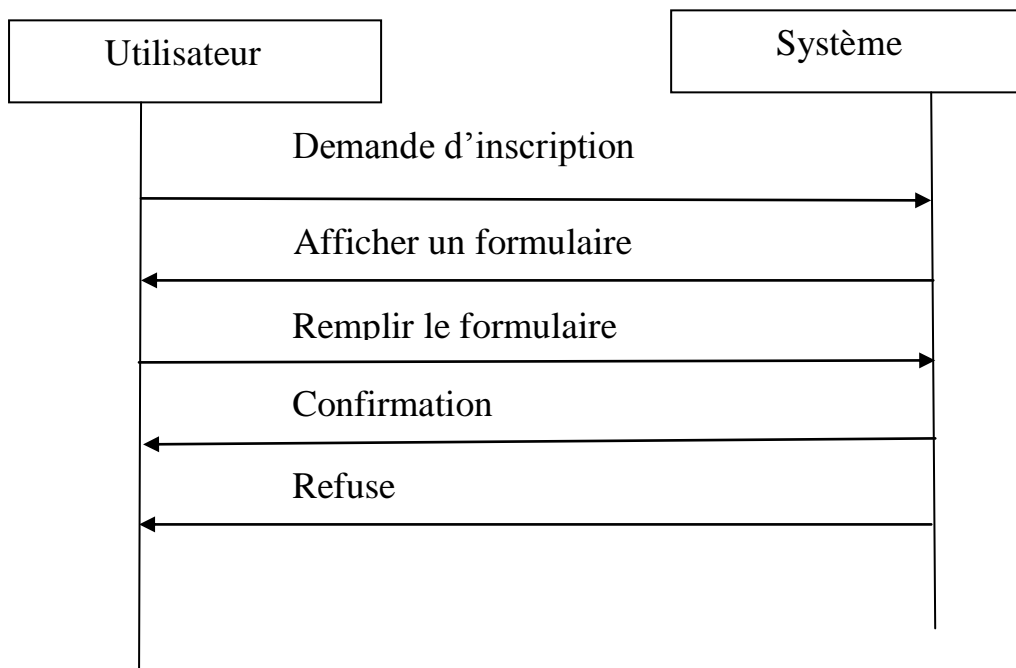 Utilisateur
Système
Demande d’inscription
Afficher un formulaire
Remplir le formulaire
Confirmation
Refuse